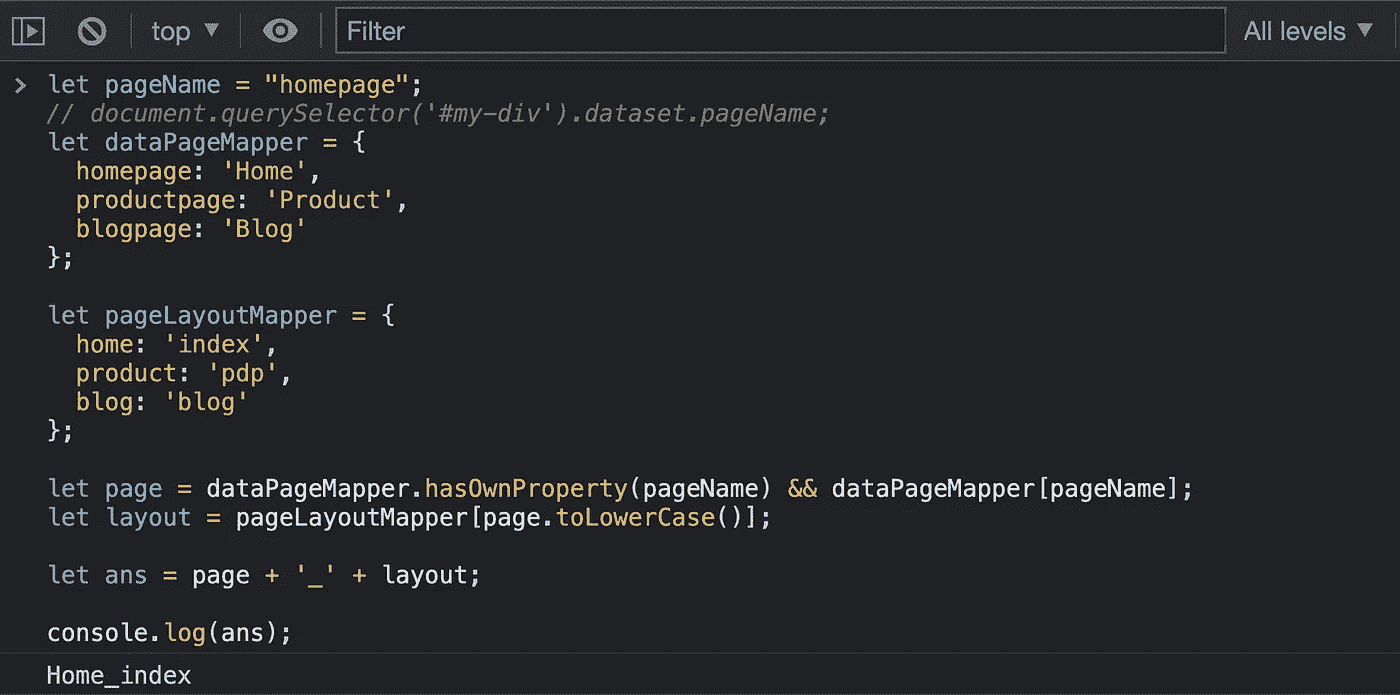 top ▼
Filter
All levels ▼
> let pageName = "homepage";
// document.querySelector('#my-div').dataset.pageName;
let dataPageMapper = {
  homepage: 'Home',
  productpage: 'Product',
  blogpage: 'Blog'
};
let pageLayoutMapper = {
  home: 'index',
  product: 'pdp',
  blog: 'blog'
};
let page = dataPageMapper.hasOwnProperty(pageName) && dataPageMapper[pageName];
let layout = pageLayoutMapper[page.toLowerCase()];
let ans = page + '_' + layout;
console.log(ans);
Home_index